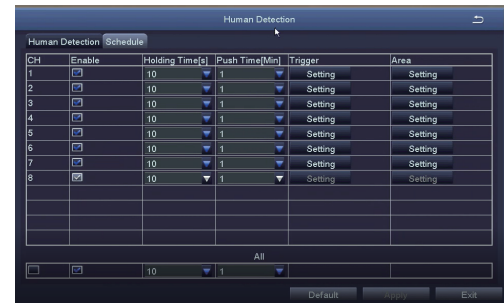 Human Detection
Human Detection Schedule
CH Enable Holding Time[s] Push Time[Min] Trigger Area
1 10 1 Setting Setting
2 10 1 Setting Setting
3 10 1 Setting Setting
4 10 1 Setting Setting
5 10 1 Setting Setting
6 10 1 Setting Setting
7 10 1 Setting Setting
8 10 1 Setting Setting
All
10 1
Default Apply Exit